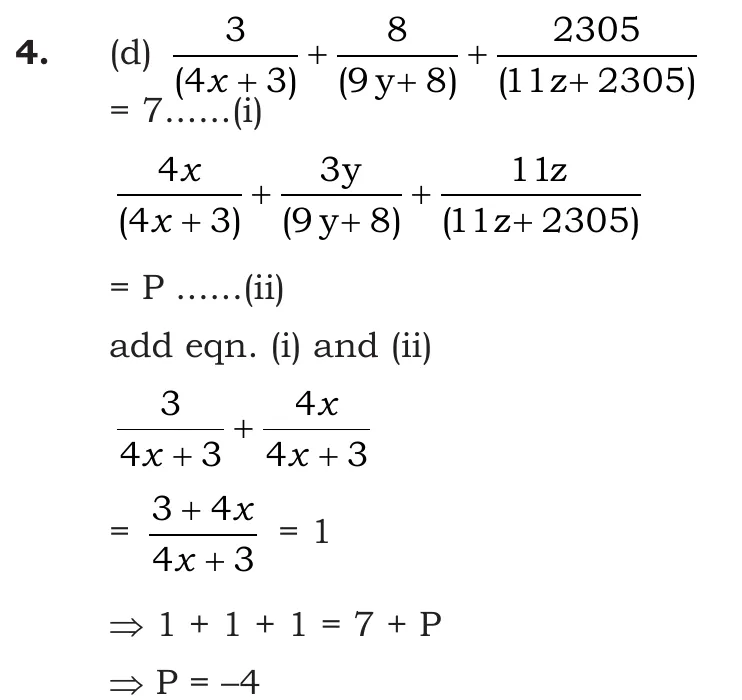 4. (d) 3/(4x + 3) + 8/(9y+ 8) + 2305/(11z+ 2305)
= 7......(i)
4x/(4x + 3) + 3y/(9y+ 8) + 11z/(11z+ 2305)
= P ......(ii)
add eqn. (i) and (ii)
3/4x + 3 + 4x/4x + 3
= 3 + 4x/4x + 3 = 1
⇒ 1 + 1 + 1 = 7 + P
⇒ P = –4